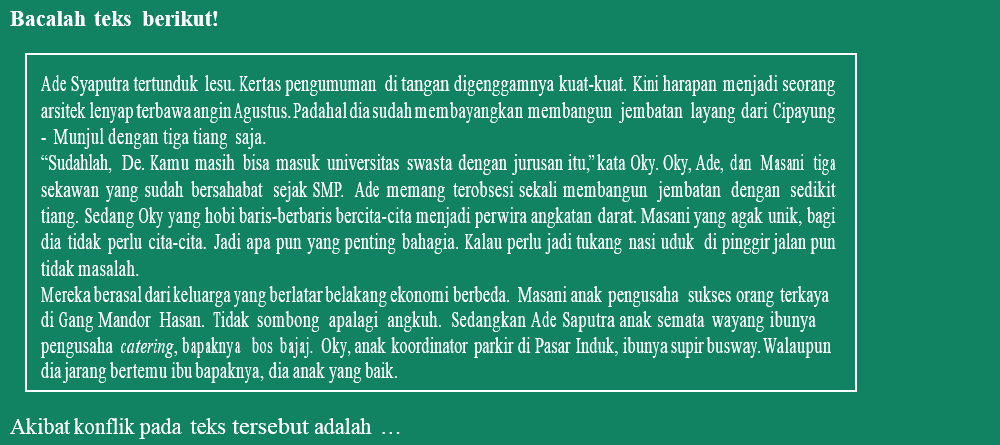 Bacalah teks berikut!
Ade Syaputra tertunduk lesu. Kertas pengumuman di tangan digenggamnya kuat-kuat. Kini harapan menjadi seorang
arsitek lenyap terbawa angin Agustus. Padahal dia sudah membayangkan membangun jembatan layang dari Cipayung
- Munjul dengan tiga tiang saja.
“Sudahlah, De. Kamu masih bisa masuk universitas swasta dengan jurusan itu,” kata Oky. Oky, Ade, dan Masani tiga
sekawan yang sudah bersahabat sejak SMP. Ade memang terobsesi sekali membangun jembatan dengan sedikit
tiang. Sedang Oky yang hobi baris-berbaris bercita-cita menjadi perwira angkatan darat. Masani yang agak unik, bagi
dia tidak perlu cita-cita. Jadi apa pun yang penting bahagia. Kalau perlu jadi tukang nasi uduk di pinggir jalan pun
tidak masalah.
Mereka berasal dari keluarga yang berlatar belakang ekonomi berbeda. Masani anak pengusaha sukses orang terkaya
di Gang Mandor Hasan. Tidak sombong apalagi angkuh. Sedangkan Ade Saputra anak semata wayang ibunya
pengusaha catering, bapaknya bos bajaj. Oky, anak koordinator parkir di Pasar Induk, ibunya supir busway. Walaupun
dia jarang bertemu ibu bapaknya, dia anak yang baik.
Akibat konflik pada teks tersebut adalah …